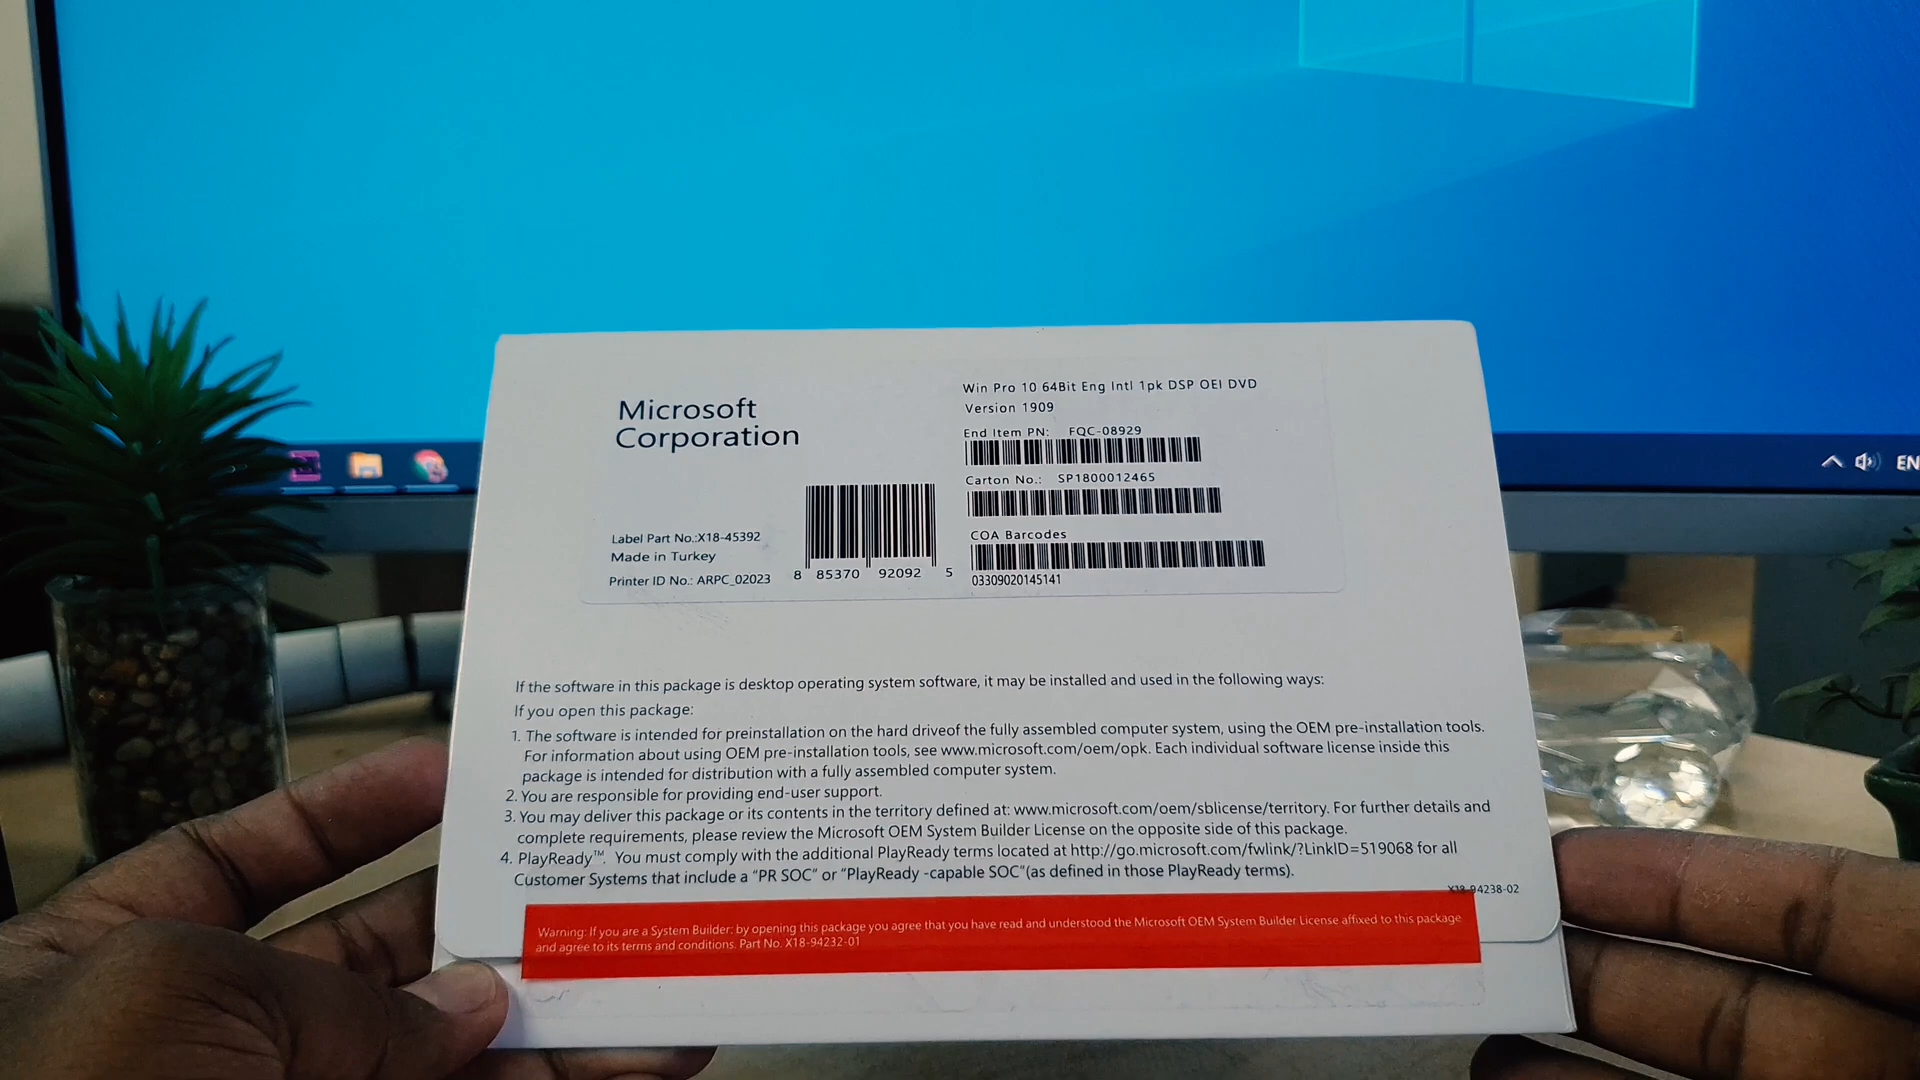 Microsoft
Corporation
Win Pro 10 64Bit Eng Intl 1pk DSP OEI DVD
Version 1909
End Item PN: FQC-08929
Carton No.: SP1800012465
COA Barcodes
03309020145141
Label Part No.:X18-45392
Made in Turkey
Printer ID No.: ARPC_02023
8 85370 92092 5
If the software in this package is desktop operating system software, it may be installed and used in the following ways:
If you open this package:
1. The software is intended for preinstallation on the hard driveof the fully assembled computer system, using the OEM pre-installation tools.
For information about using OEM pre-installation tools, see www.microsoft.com/oem/opk. Each individual software license inside this
package is intended for distribution with a fully assembled computer system.
2. You are responsible for providing end-user support.
3. You may deliver this package or its contents in the territory defined at: www.microsoft.com/oem/sblicense/territory. For further details and
complete requirements, please review the Microsoft OEM System Builder License on the opposite side of this package.
4. PlayReady™. You must comply with the additional PlayReady terms located at http://go.microsoft.com/fwlink/?LinkID=519068 for all
Customer Systems that include a "PR SOC" or "PlayReady -capable SOC"(as defined in those PlayReady terms).
X18-94238-02
Warning: If you are a System Builder: by opening this package you agree that you have read and understood the Microsoft OEM System Builder License affixed to this package
and agree to its terms and conditions. Part No. X18-94232-01
EN